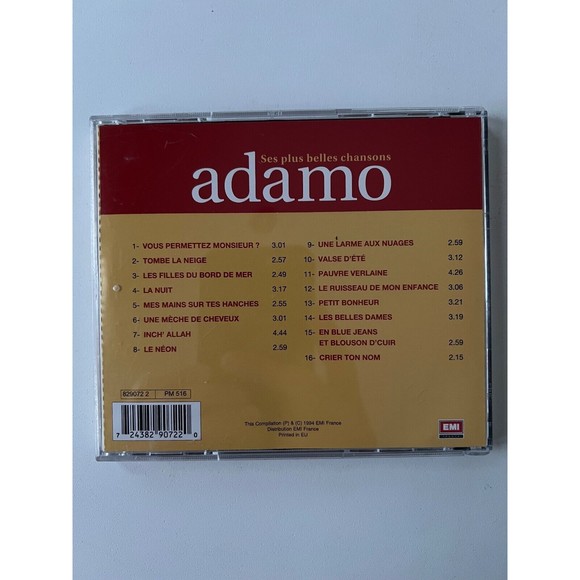 Ses plus belles chansons
adamo
1- VOUS PERMETTEZ MONSIEUR ? 3.01
2- TOMBE LA NEIGE 2.57
3- LES FILLES DU BORD DE MER 2.49
4- LA NUIT 3.17
5- MES MAINS SUR TES HANCHES 2.55
6- UNE MÈCHE DE CHEVEUX 3.01
7- INCH' ALLAH 4.44
8- LE NÉON 2.59
9- UNE LARME AUX NUAGES 2.59
10- VALSE D'ÉTÉ 3.12
11- PAUVRE VERLAINE 4.26
12- LE RUISSEAU DE MON ENFANCE 3.06
13- PETIT BONHEUR 3.21
14- LES BELLES DAMES 3.19
15- EN BLUE JEANS
ET BLOUSON D'CUIR 2.59
16- CRIER TON NOM 2.15
829072 2 PM 516
7 24382 90722 0
This Compilation (P) & (C) 1994 EMI France
Distribution EMI France
Printed in EU
EMI